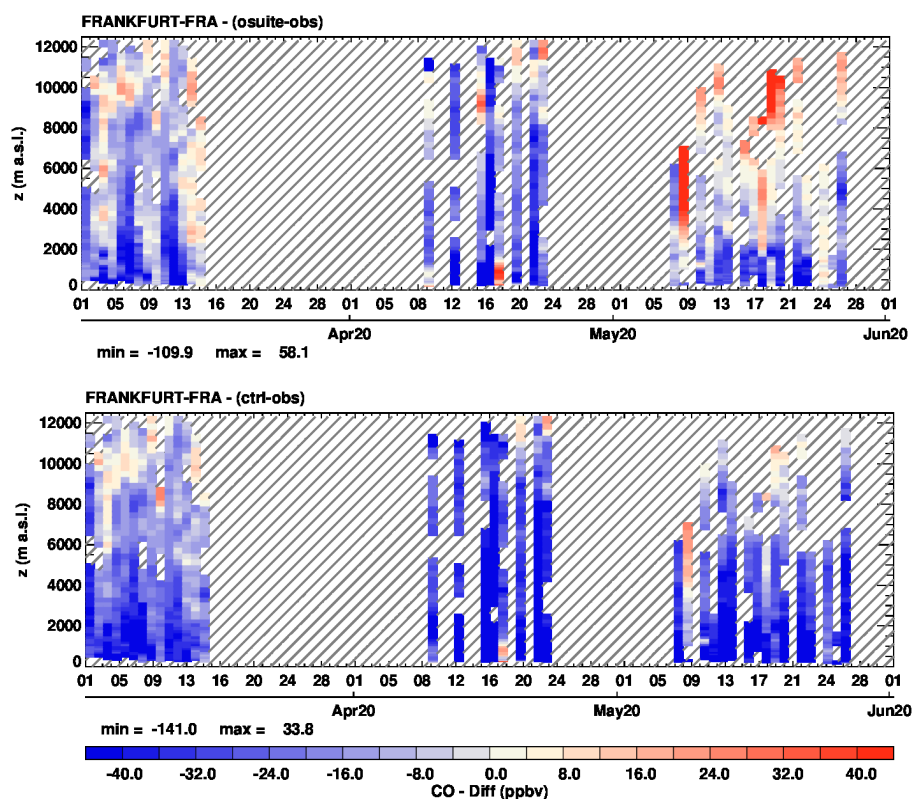 FRANKFURT-FRA - (osuite-obs)
12000
10000
8000
6000
4000
2000
0
z (m a.s.l.)
01 05 09 13 16 20 24 28 01 04 08 12 16 20 24 28 01 05 09 13 17 21 24 28 01
Apr20 May20 Jun20
min = -109.9 max = 58.1
FRANKFURT-FRA - (ctrl-obs)
12000
10000
8000
6000
4000
2000
0
z (m a.s.l.)
01 05 09 13 16 20 24 28 01 04 08 12 16 20 24 28 01 05 09 13 17 21 24 28 01
Apr20 May20 Jun20
min = -141.0 max = 33.8
-40.0 -32.0 -24.0 -16.0 -8.0 0.0 8.0 16.0 24.0 32.0 40.0
CO - Diff (ppbv)